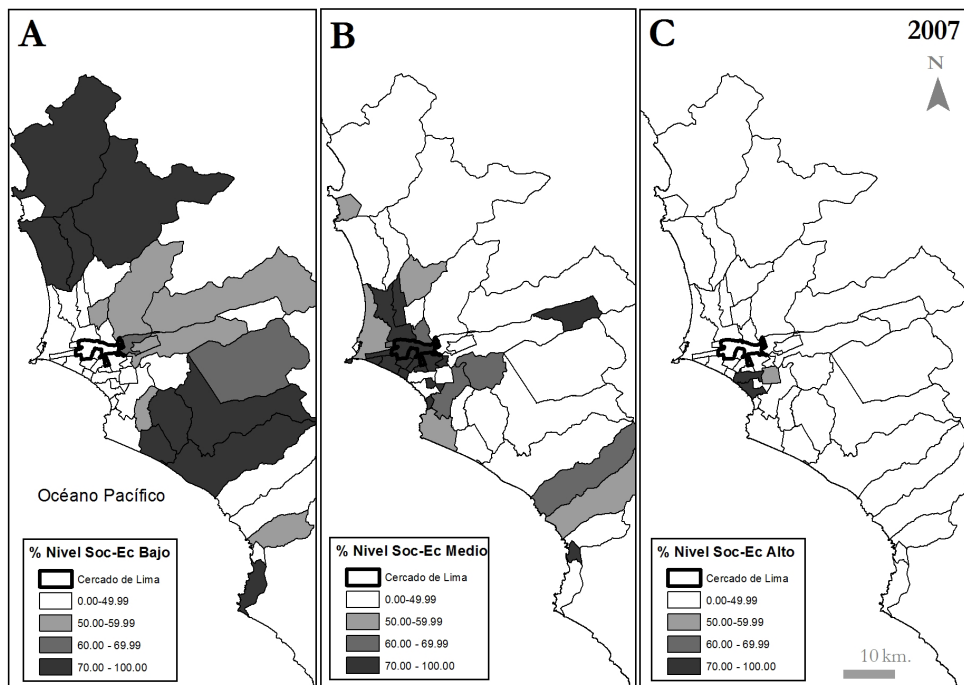 A
B
C
2007
N
Océano Pacífico
% Nivel Soc-Ec Bajo
Cercado de Lima
0.00-49.99
50.00-59.99
60.00 - 69.99
70.00 - 100.00
% Nivel Soc-Ec Medio
Cercado de Lima
0.00-49.99
50.00-59.99
60.00 - 69.99
70.00 - 100.00
% Nivel Soc-Ec Alto
Cercado de Lima
0.00-49.99
50.00-59.99
60.00 - 69.99
70.00 - 100.00
10 km.